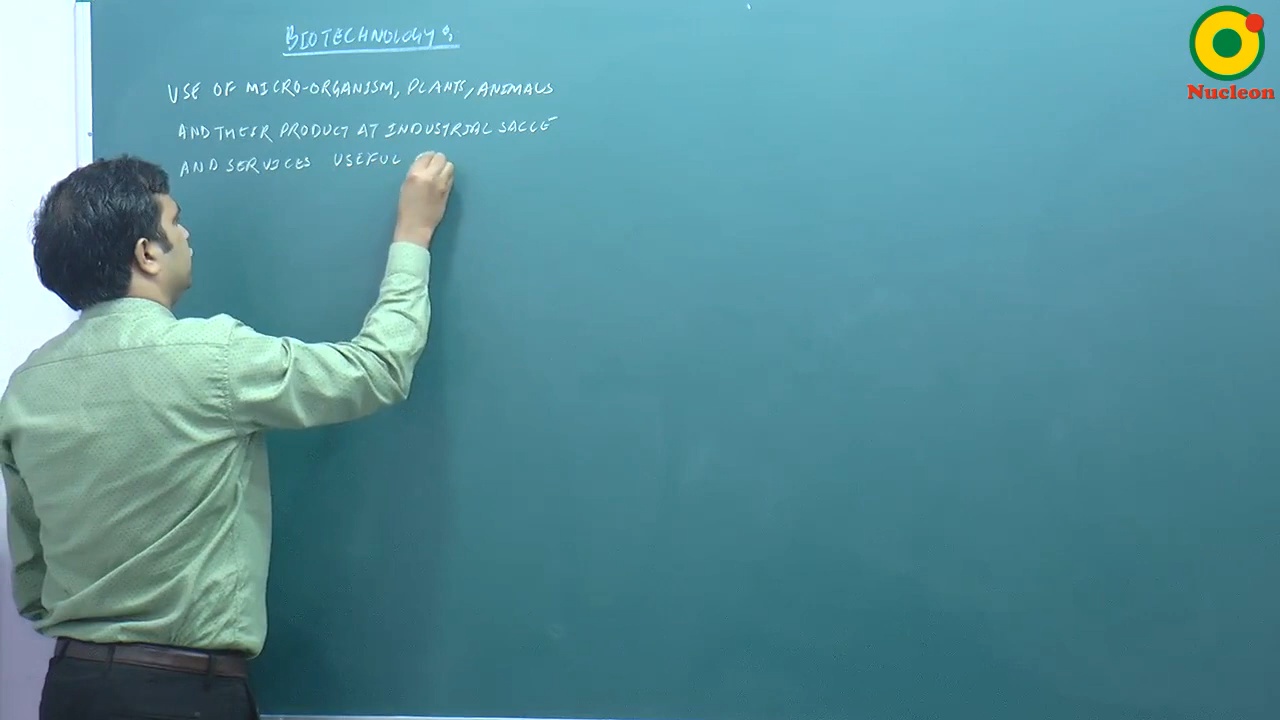 BIOTECHNOLOGY :
USE OF MICRO-ORGANISM, PLANTS, ANIMALS
AND THEIR PRODUCT AT INDUSTRIAL SACLE
AND SERVICES USEFUL
Nucleon